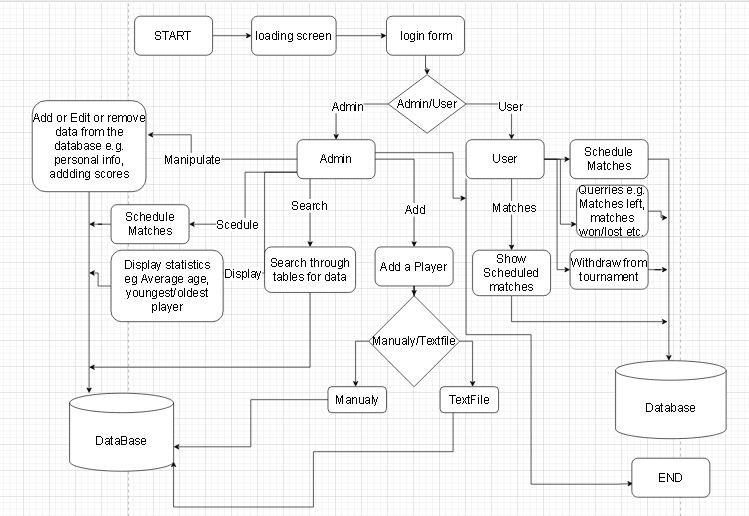 START
loading screen
login form
Admin/User
Admin
User
Add or Edit or remove
data from the
database e.g.
personal info,
addding scores
Manipulate
Admin
User
Schedule
Matches
Querries e.g.
Matches left,
matches
won/lost etc.
Search
Add
Matches
Schedule
Matches
Scedule
Display statistics
eg Average age,
youngest/oldest
player
Display
Search through
tables for data
Add a Player
Show
Scheduled
matches
Withdraw from
tournament
Manualy/Textfile
Manualy
TextFile
Database
DataBase
END